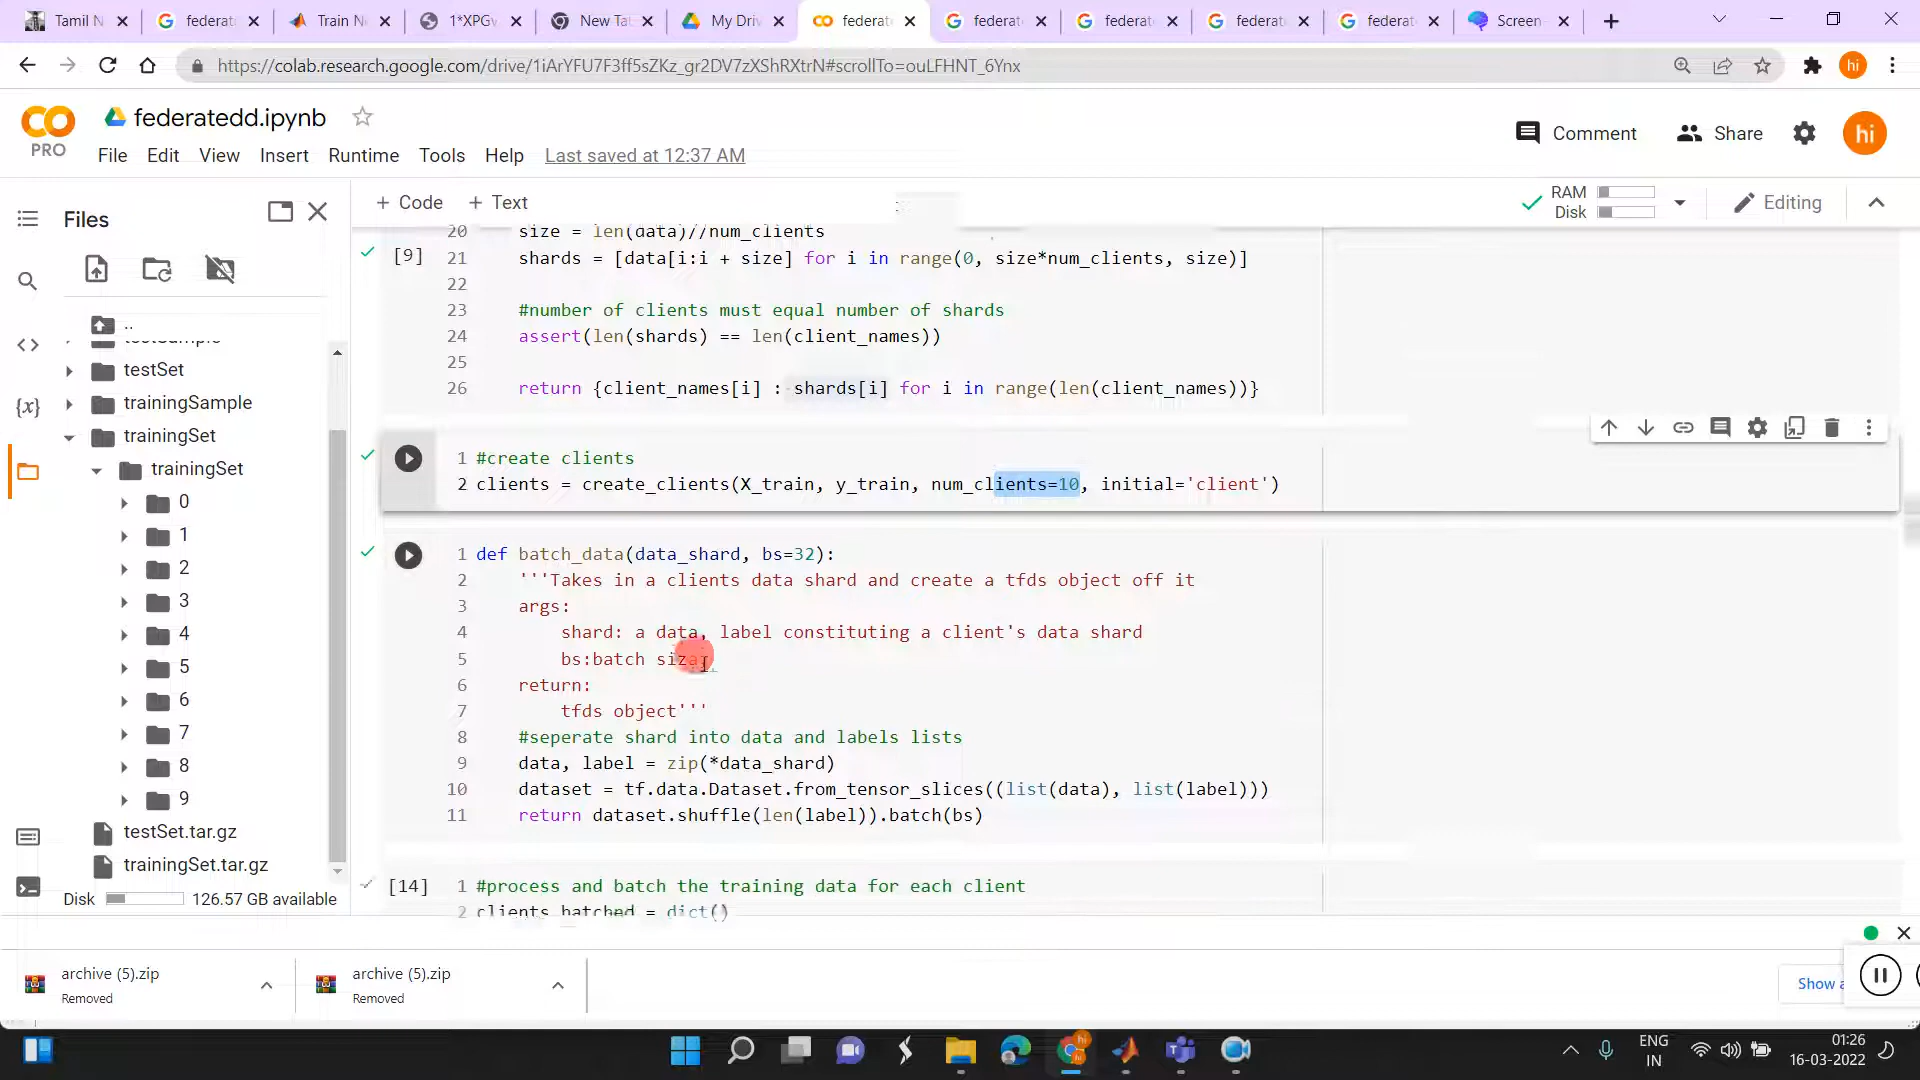 Tamil N
federat
Train N
1*XPGv
New Ta
My Driv
federat
federat
federat
federat
federat
Screen
https://colab.research.google.com/drive/1iArYFU7F3ff5sZKz_gr2DV7zXShRXtrN#scrollTo=ouLFHNT_6Ynx
hi
PRO
federatedd.ipynb
File Edit View Insert Runtime Tools Help Last saved at 12:37 AM
Comment
Share
hi
Files
+ Code + Text
RAM
Disk
Editing
..
testSample
testSet
trainingSample
trainingSet
trainingSet
0
1
2
3
4
5
6
7
8
9
testSet.tar.gz
trainingSet.tar.gz
Disk 126.57 GB available
[9]
20 size = len(data)//num_clients
21 shards = [data[i:i + size] for i in range(0, size*num_clients, size)]
22
23 #number of clients must equal number of shards
24 assert(len(shards) == len(client_names))
25
26 return {client_names[i] : shards[i] for i in range(len(client_names))}
1 #create clients
2 clients = create_clients(X_train, y_train, num_clients=10, initial='client')
1 def batch_data(data_shard, bs=32):
2 '''Takes in a clients data shard and create a tfds object off it
3 args:
4 shard: a data, label constituting a client's data shard
5 bs:batch size
6 return:
7 tfds object'''
8 #seperate shard into data and labels lists
9 data, label = zip(*data_shard)
10 dataset = tf.data.Dataset.from_tensor_slices((list(data), list(label)))
11 return dataset.shuffle(len(label)).batch(bs)
[14]
1 #process and batch the training data for each client
2 clients_batched = dict()
archive (5).zip
Removed
archive (5).zip
Removed
Show a
ENG
IN
01:26
16-03-2022